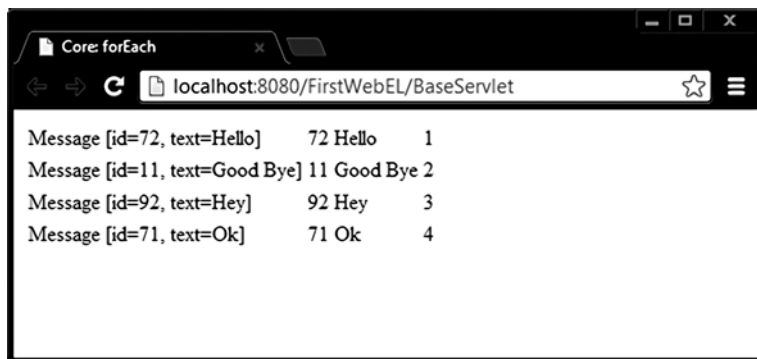 Core: forEach
localhost:8080/FirstWebEL/BaseServlet
Message [id=72, text=Hello] 72 Hello 1
Message [id=11, text=Good Bye] 11 Good Bye 2
Message [id=92, text=Hey] 92 Hey 3
Message [id=71, text=Ok] 71 Ok 4